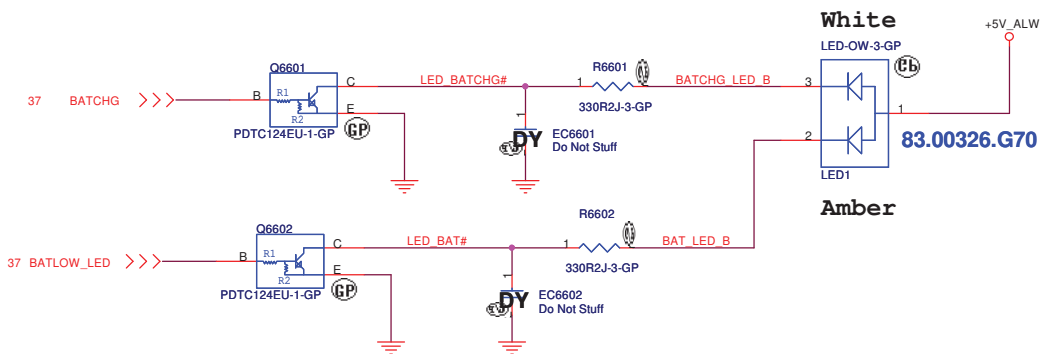 White
+5V_ALW
LED-OW-3-GP
Q6601
R6601
C
LED_BATCHG#
1
BATCHG_LED_B
3
37 BATCHG
B
R1
E
R2
330R2J-3-GP
1
PDTC124EU-1-GP
GP
1
DY
EC6601
Do Not Stuff
2
83.00326.G70
LED1
R6602
Amber
Q6602
C
LED_BAT#
1
BAT_LED_B
37 BATLOW_LED
B
R1
E
R2
330R2J-3-GP
PDTC124EU-1-GP
GP
1
DY
EC6602
Do Not Stuff